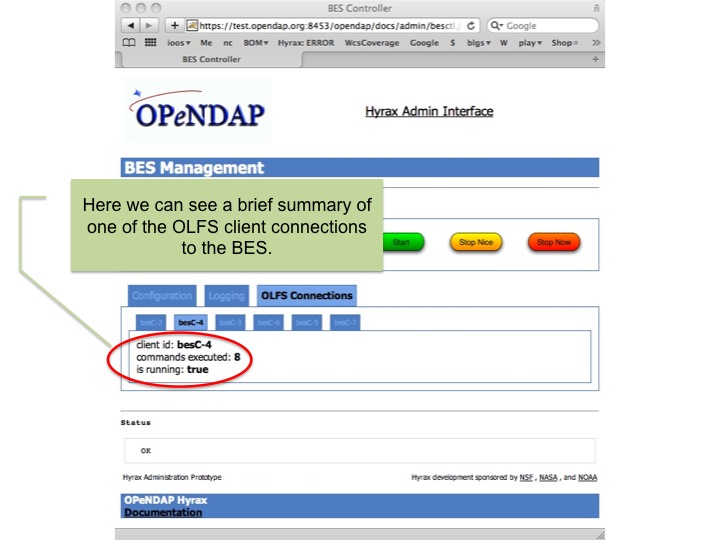 BES Controller
https://test.opendap.org:8453/opendap/docs/admin/besctl.
Google
ioos Me nc BOM Hyrax: ERROR WcsCoverage Google $ blgs W play Shop
BES Controller
OPeNDAP
Hyrax Admin Interface
BES Management
Here we can see a brief summary of
one of the OLFS client connections
to the BES.
Start Stop Nice Stop Now
Configuration Logging OLFS Connections
besC-2 besC-4 besC-3 besC-6 besC-5 besC-7
client id: besC-4
commands executed: 8
is running: true
Status
OK
Hyrax Administration Prototype
Hyrax development sponsored by NSF , NASA , and NOAA
OPeNDAP Hyrax
Documentation